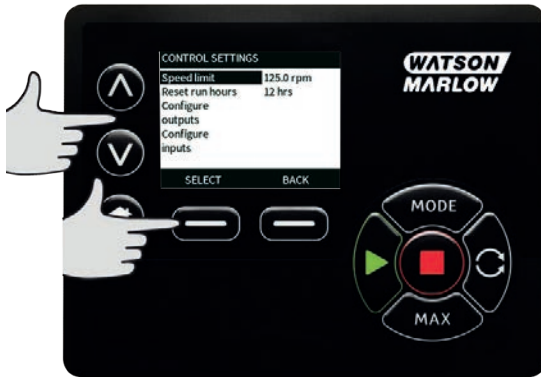 CONTROL SETTINGS
Speed limit 125.0 rpm
Reset run hours 12 hrs
Configure
outputs
Configure
inputs
SELECT BACK
WATSON
MARLOW
MODE
MAX